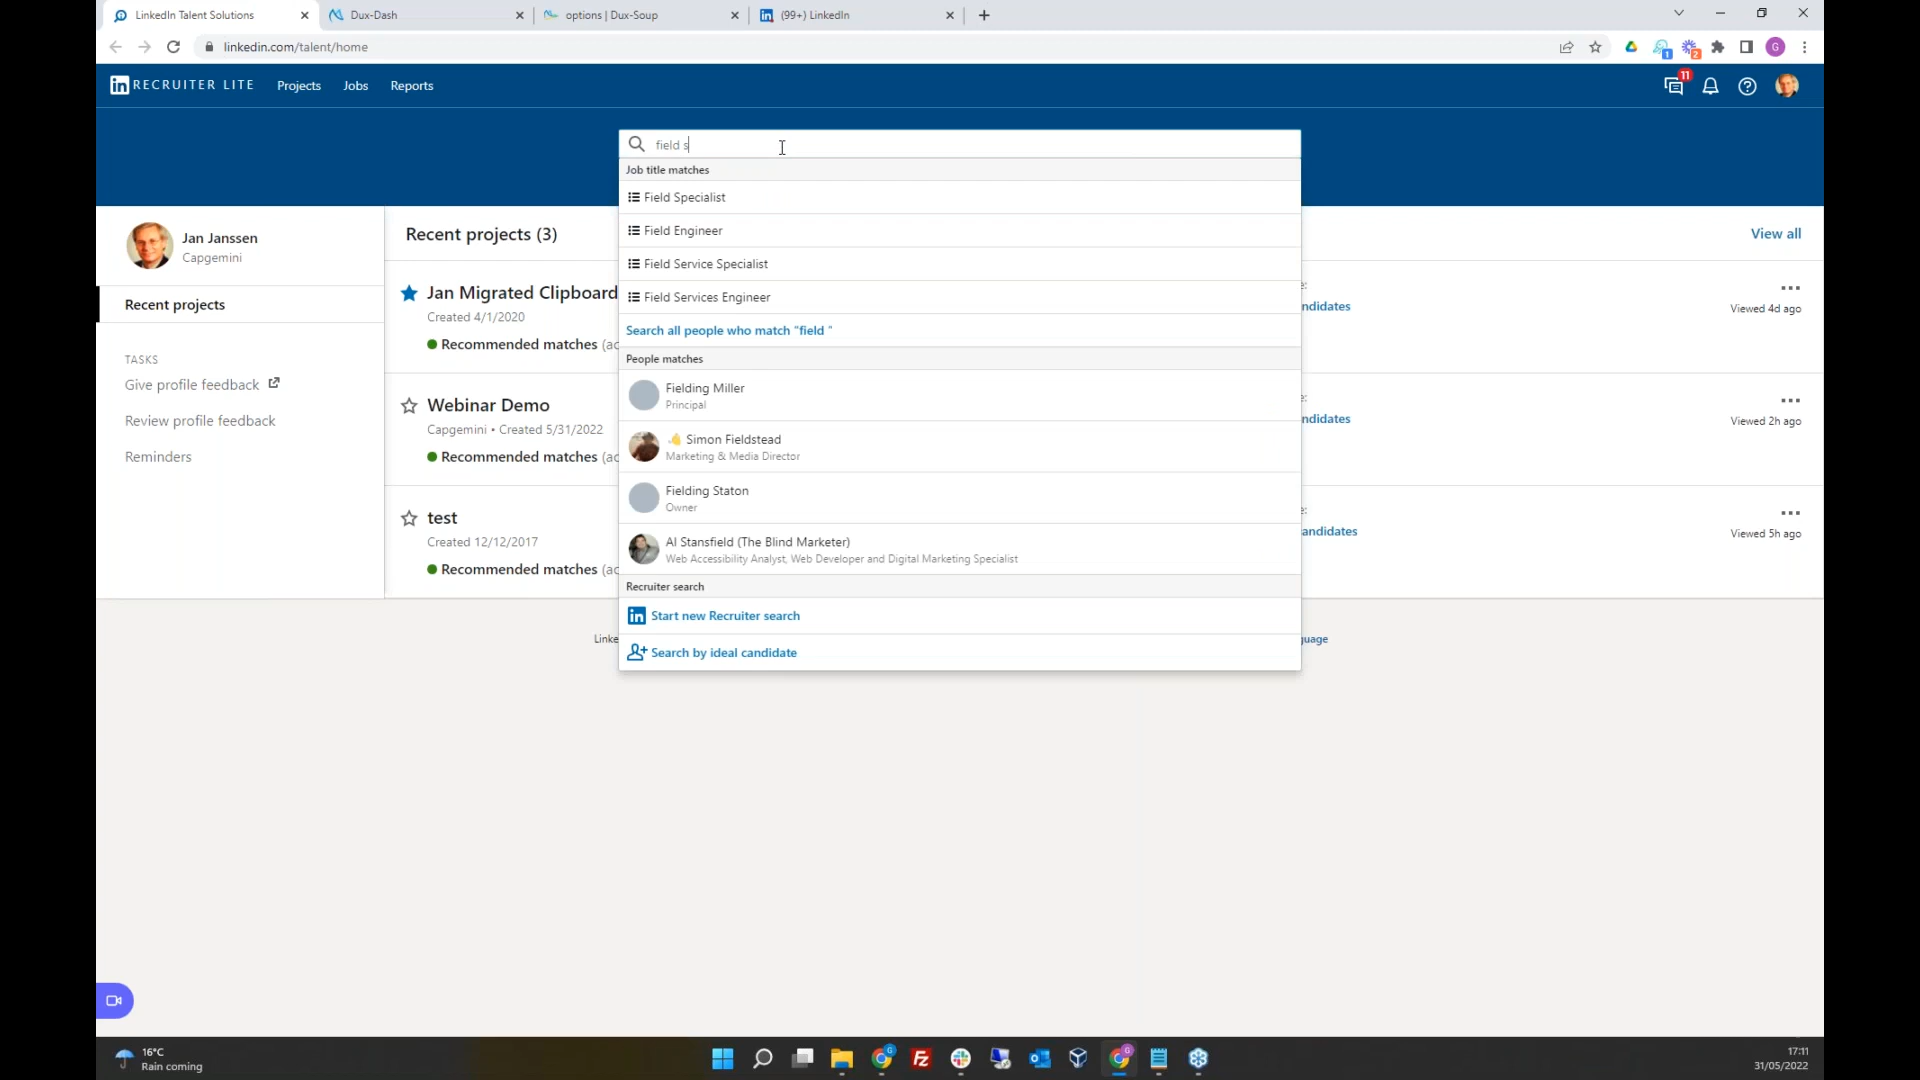 LinkedIn Talent Solutions
Dux-Dash
options | Dux-Soup
(99+) LinkedIn
linkedin.com/talent/home
1
2
G
in RECRUITER LITE
Projects
Jobs
Reports
11
field s
Job title matches
Field Specialist
Field Engineer
Field Service Specialist
Field Services Engineer
Search all people who match "field "
People matches
Fielding Miller
Principal
Simon Fieldstead
Marketing & Media Director
Fielding Staton
Owner
Al Stansfield (The Blind Marketer)
Web Accessibility Analyst, Web Developer and Digital Marketing Specialist
Recruiter search
Start new Recruiter search
Search by ideal candidate
Jan Janssen
Capgemini
Recent projects
TASKS
Give profile feedback
Review profile feedback
Reminders
Recent projects (3)
View all
Jan Migrated Clipboard
Created 4/1/2020
Recommended matches (ac
ndidates
Viewed 4d ago
Webinar Demo
Capgemini • Created 5/31/2022
Recommended matches (ac
ndidates
Viewed 2h ago
test
Created 12/12/2017
Recommended matches (ac
andidates
Viewed 5h ago
Linke
guage
16°C
Rain coming
17:11
31/05/2022